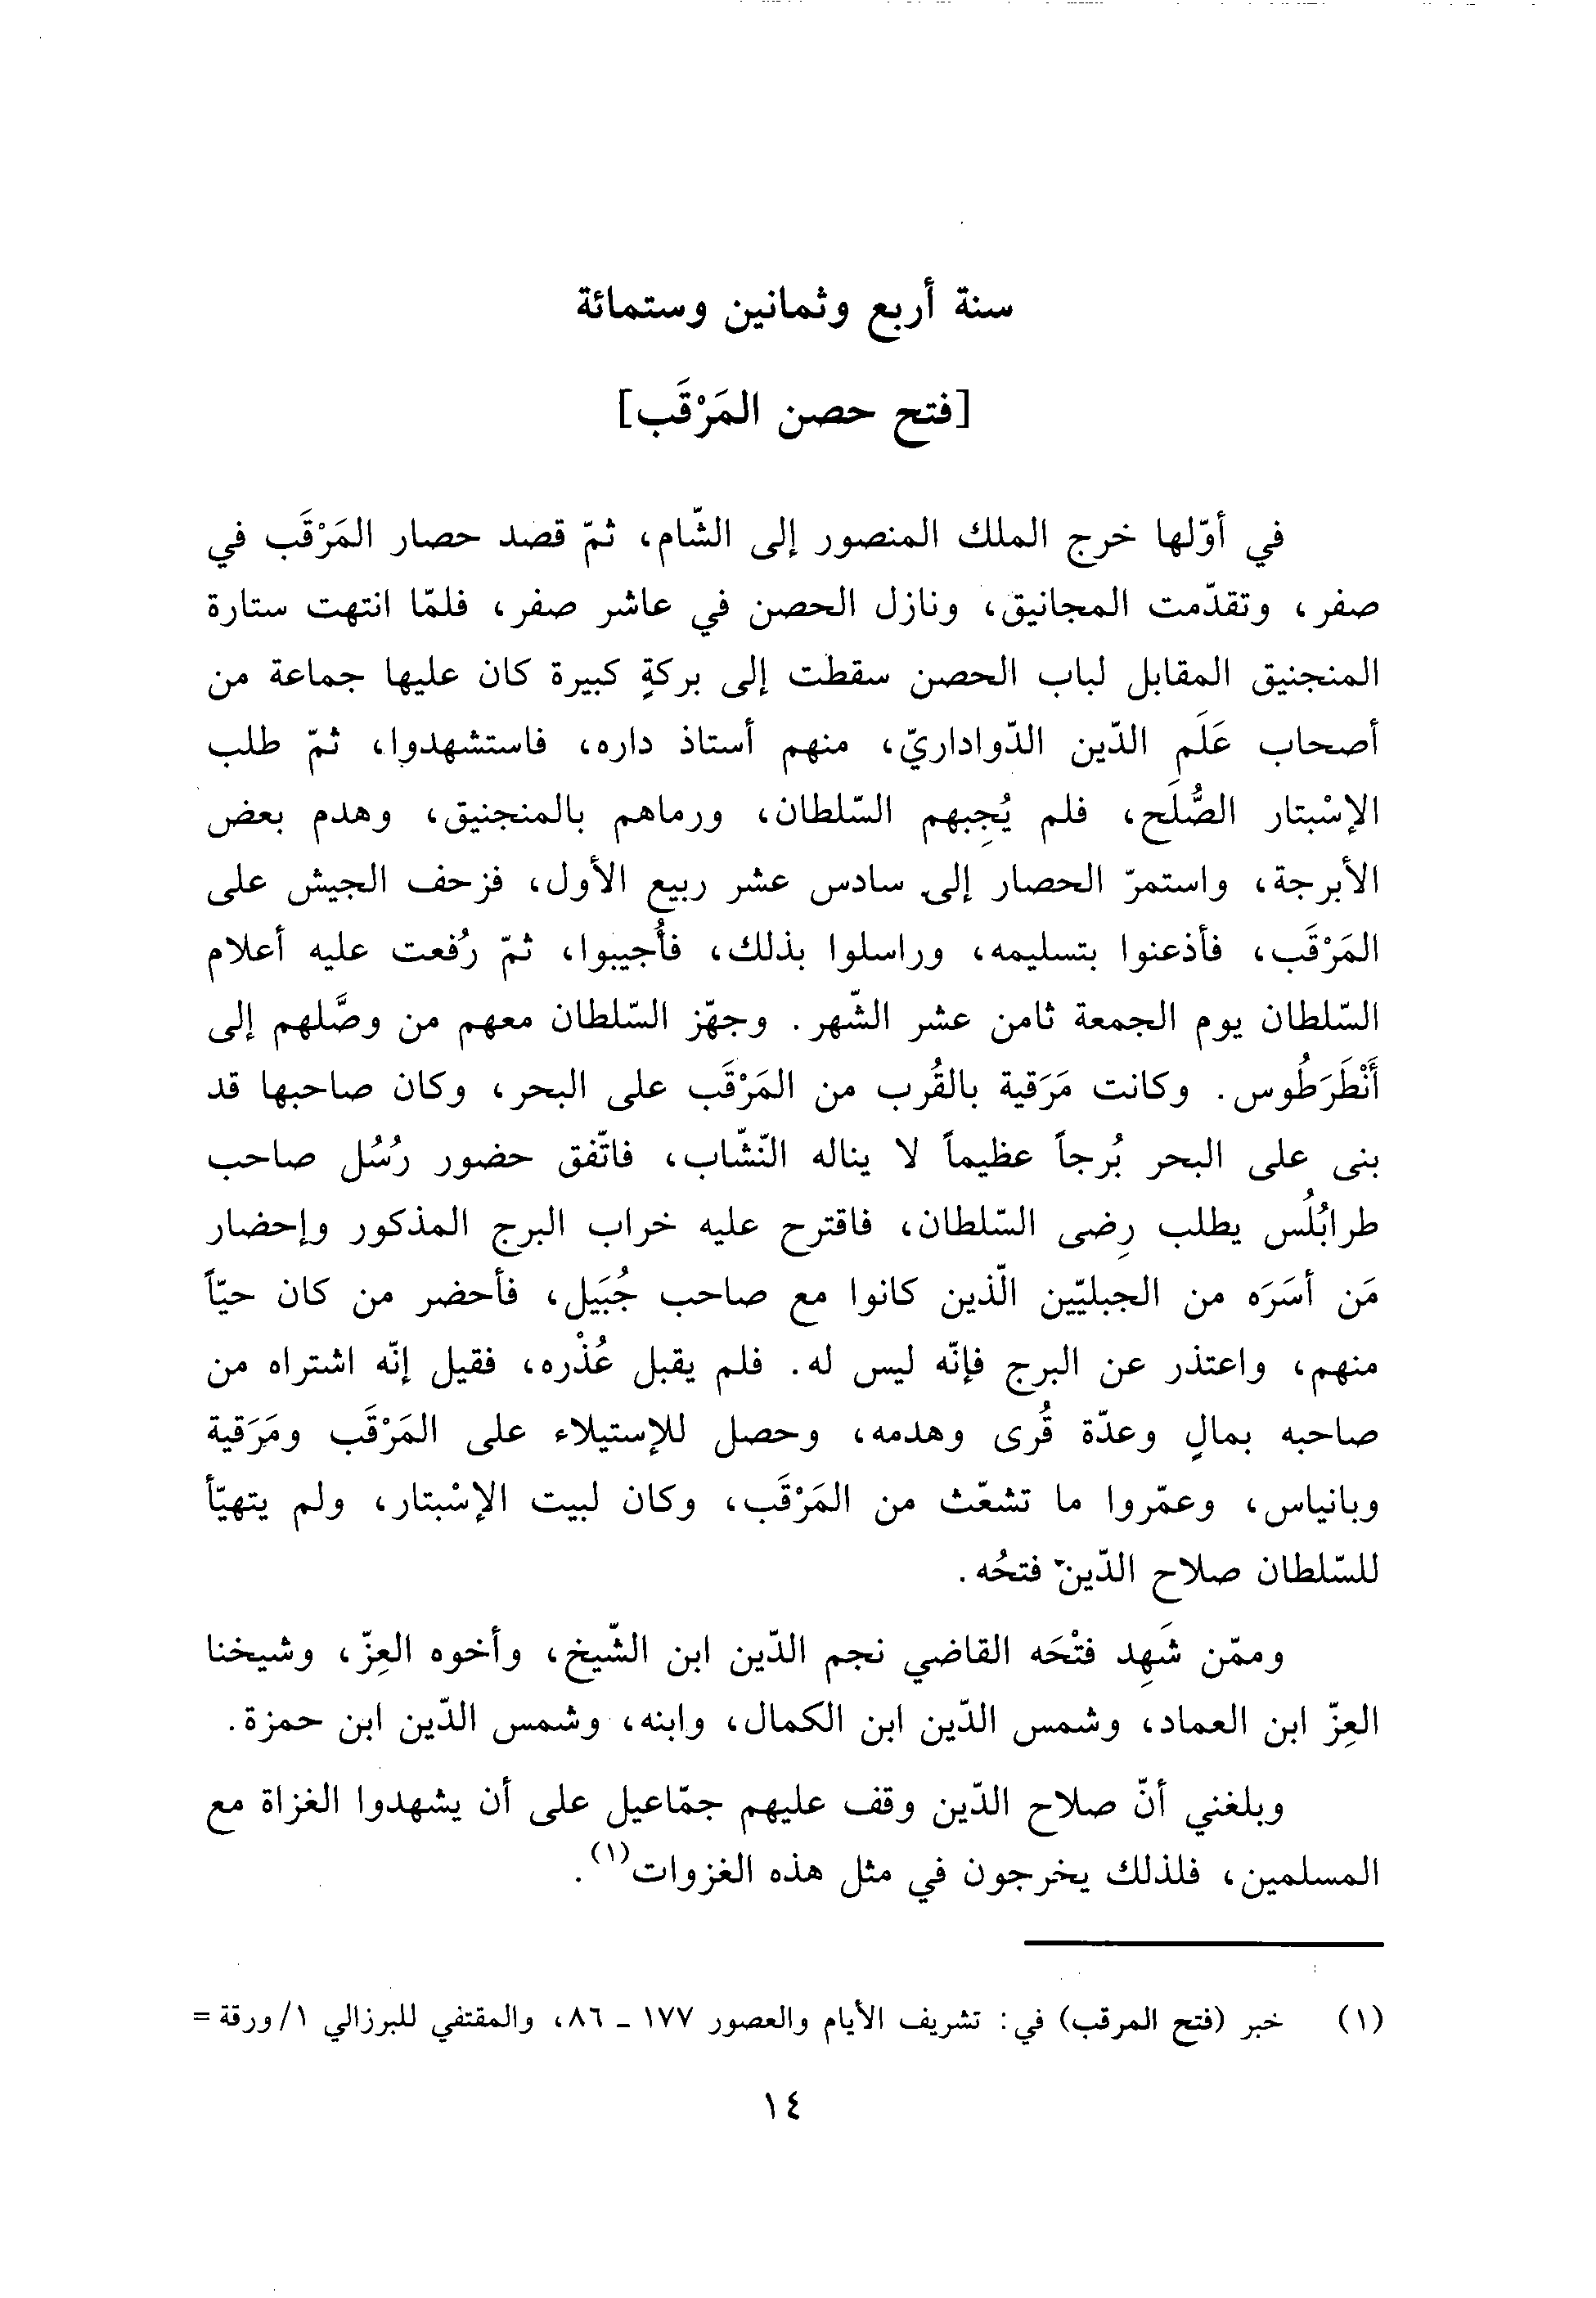 سنة أربع وثمانين وستمائة
[فتح حصن المَرْقَب]
في أوّلها خرج الملك المنصور إلى الشّام، ثمّ قصد حصار المَرْقَب في
صفر، وتقدّمت المجانيق، ونازل الحصن في عاشر صفر، فلمّا انتهت ستارة
المنجنيق المقابل لباب الحصن سقطت إلى بركةٍ كبيرة كان عليها جماعة من
أصحاب عَلَم الدّين الدّواداريّ، منهم أستاذ داره، فاستشهدوا، ثمّ طلب
الإسْبتار الصُّلَح، فلم يُجِبهم السّلطان، ورماهم بالمنجنيق، وهدم بعض
الأبرجة، واستمرّ الحصار إلى سادس عشر ربيع الأول، فزحف الجيش على
المَرْقَب، فأذعنوا بتسليمه، وراسلوا بذلك، فأُجيبوا، ثمّ رُفعت عليه أعلام
السّلطان يوم الجمعة ثامن عشر الشّهر. وجهّز السّلطان معهم من وصَّلهم إلى
أَنْطَرَطُوس. وكانت مَرَقية بالقُرب من المَرْقَب على البحر، وكان صاحبها قد
بنى على البحر بُرجاً عظيماً لا يناله النّشّاب، فاتّفق حضور رُسُل صاحب
طرابُلُس يطلب رِضى السّلطان، فاقترح عليه خراب البرج المذكور وإحضار
مَن أسَرَه من الجبليّين الّذين كانوا مع صاحب جُبَيل، فأحضر من كان حيّاً
منهم، واعتذر عن البرج فإنّه ليس له. فلم يقبل عُذْره، فقيل إنّه اشتراه من
صاحبه بمالٍ وعدّة قُرى وهدمه، وحصل للإستيلاء على المَرْقَب ومَرَقية
وبانياس، وعمّروا ما تشعّث من المَرْقَب، وكان لبيت الإسْبتار، ولم يتهيّأ
للسّلطان صلاح الدّين فتحُه.
وممّن شَهِد فتْحَه القاضي نجم الدّين ابن الشّيخ، وأخوه العِزّ، وشيخنا
العِزّ ابن العماد، وشمس الدّين ابن الكمال، وابنه، وشمس الدّين ابن حمزة.
وبلغني أنّ صلاح الدّين وقف عليهم جمّاعيل على أن يشهدوا الغزاة مع
المسلمين، فلذلك يخرجون في مثل هذه الغزوات(١).
(١) خبر (فتح المرقب) في: تشريف الأيام والعصور ١٧٧ - ٨٦، والمقتفي للبرزالي ١/ورقة =
١٤